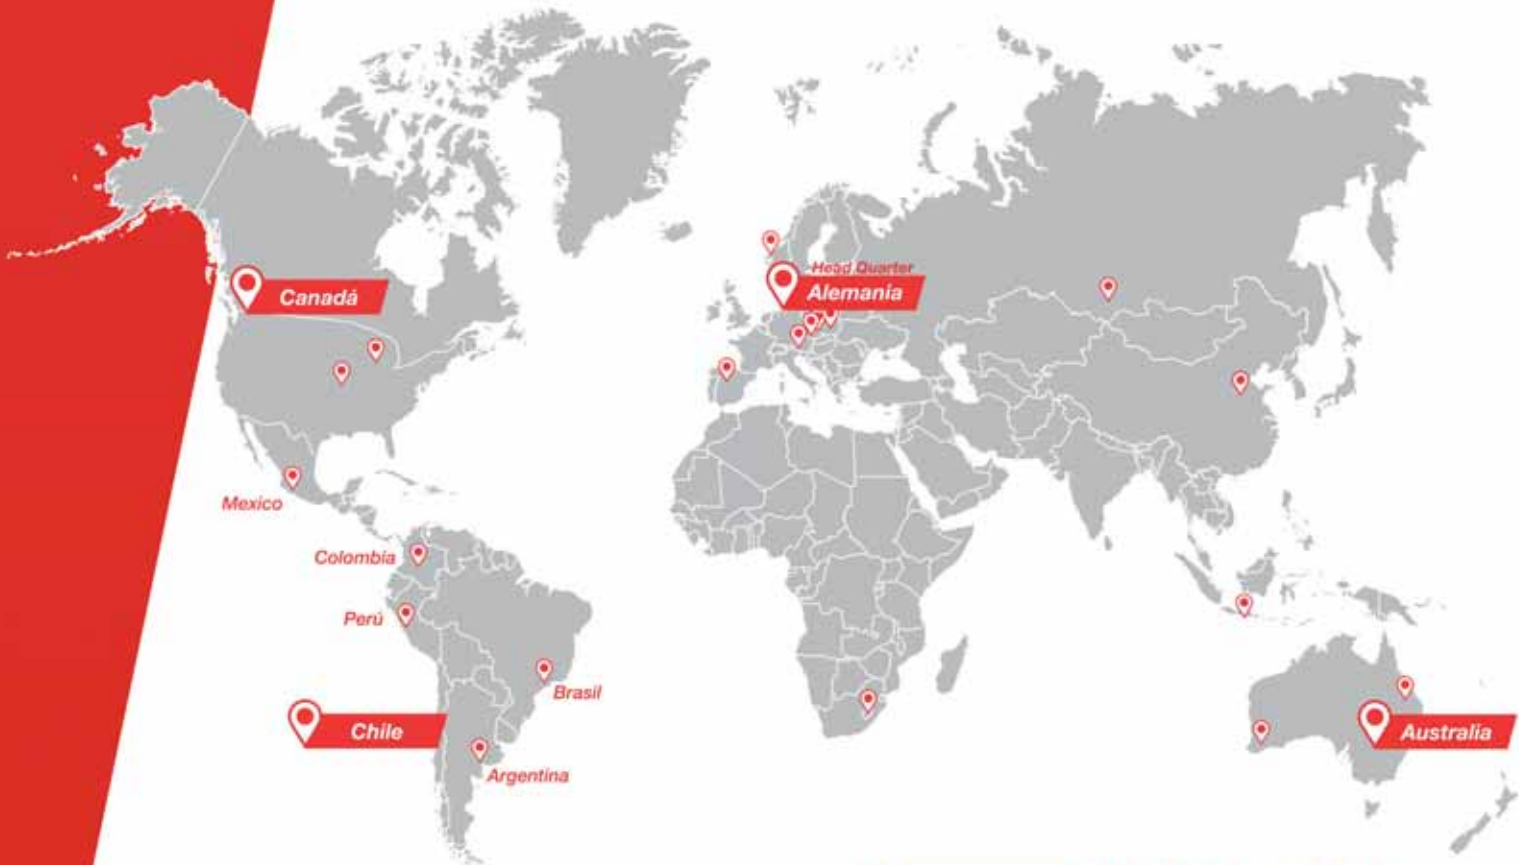 Head Quarter
Alemania
Canadá
Mexico
Colombia
Perú
Brasil
Chile
Argentina
Australia